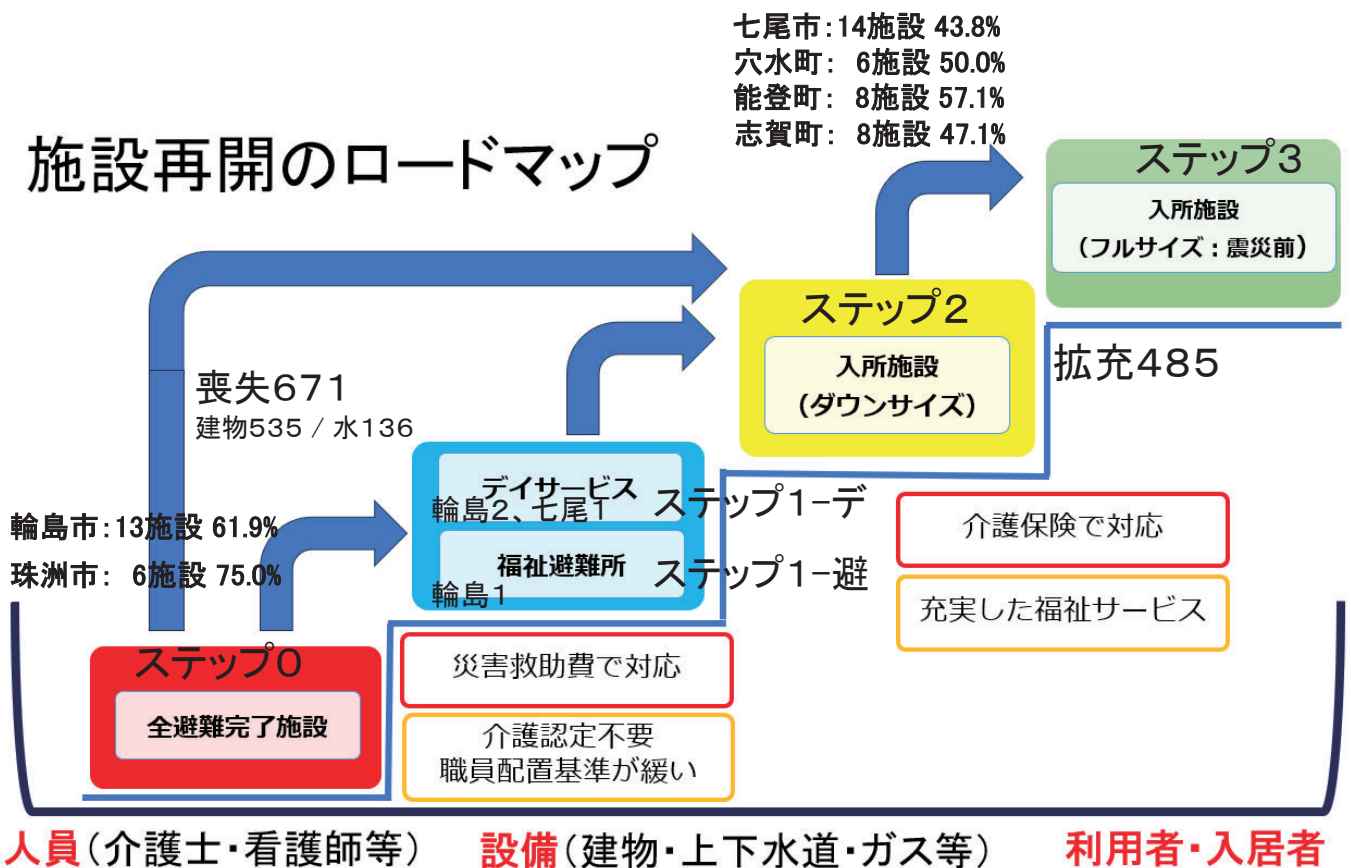 七尾市:14施設 43.8%
穴水町: 6施設 50.0%
能登町: 8施設 57.1%
志賀町: 8施設 47.1%
施設再開のロードマップ
ステップ3
入所施設
(フルサイズ:震災前)
ステップ2
入所施設
(ダウンサイズ)
拡充485
喪失671
建物535 / 水136
デイサービス
輪島2、七尾1
ステップ1-デ
福祉避難所
輪島1
ステップ1-避
輪島市:13施設 61.9%
珠洲市: 6施設 75.0%
介護保険で対応
充実した福祉サービス
ステップ0
全避難完了施設
災害救助費で対応
介護認定不要
職員配置基準が緩い
人員(介護士・看護師等) 設備(建物・上下水道・ガス等) 利用者・入居者